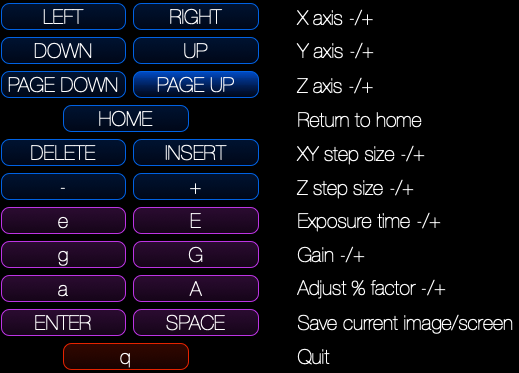 LEFT RIGHT X axis -/+
DOWN UP Y axis -/+
PAGE DOWN PAGE UP Z axis -/+
HOME Return to home
DELETE INSERT XY step size -/+
- + Z step size -/+
e E Exposure time -/+
g G Gain -/+
a A Adjust % factor -/+
ENTER SPACE Save current image/screen
q Quit